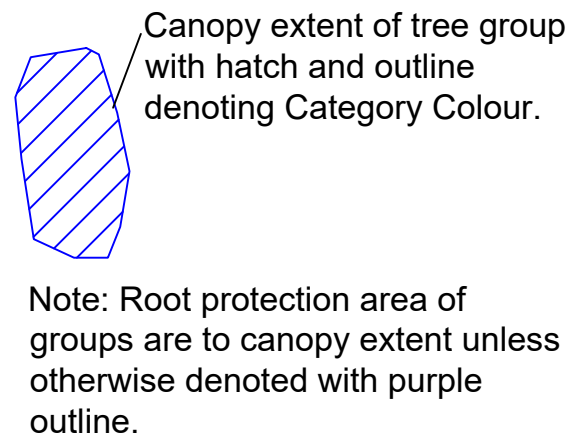 Canopy extent of tree group
with hatch and outline
denoting Category Colour.
Note: Root protection area of
groups are to canopy extent unless
otherwise denoted with purple
outline.